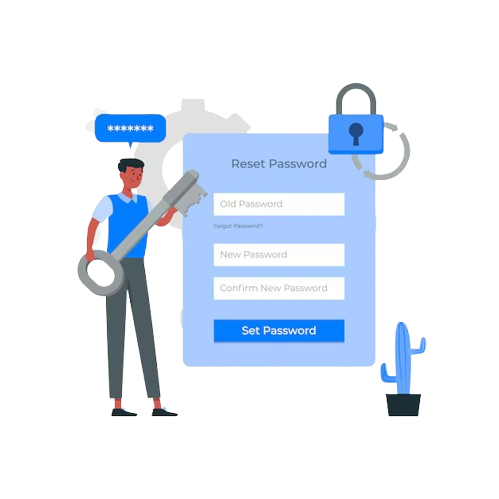 *******
Reset Password
Old Password
Forgot Password?
New Password
Confirm New Password
Set Password